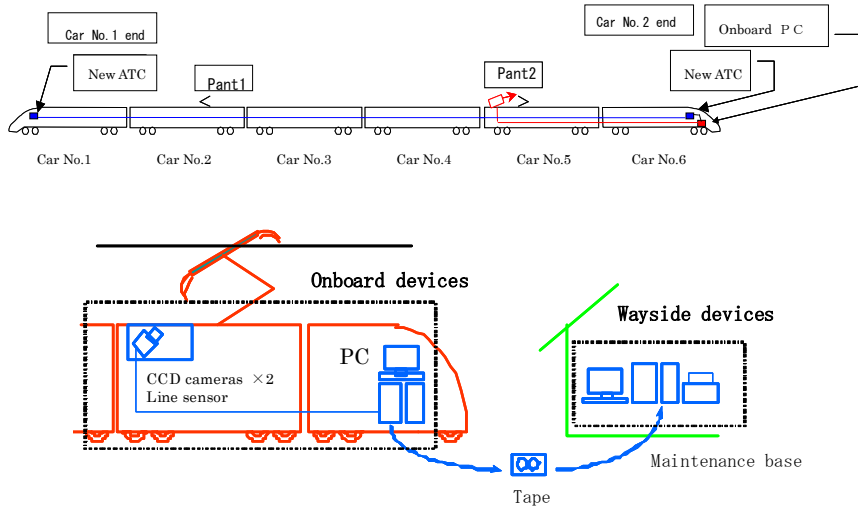 Car No.1 end
Car No.2 end
Onboard PC
New ATC
Pant1
Pant2
New ATC
Car No.1
Car No.2
Car No.3
Car No.4
Car No.5
Car No.6
Onboard devices
Wayside devices
PC
CCD cameras ×2
Line sensor
Maintenance base
Tape